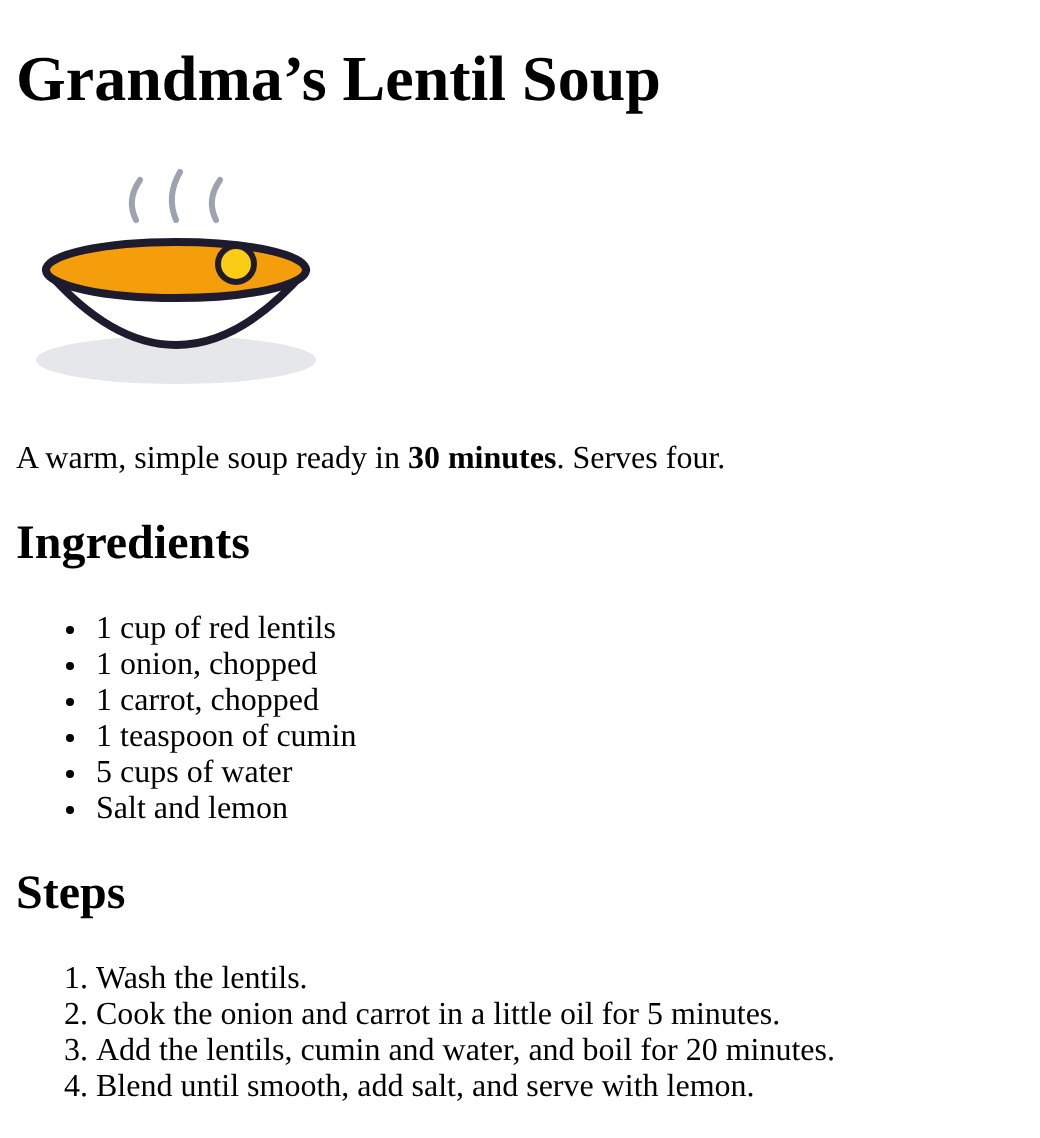 Grandma’s Lentil Soup
A warm, simple soup ready in 30 minutes. Serves four.
Ingredients
• 1 cup of red lentils
• 1 onion, chopped
• 1 carrot, chopped
• 1 teaspoon of cumin
• 5 cups of water
• Salt and lemon
Steps
1. Wash the lentils.
2. Cook the onion and carrot in a little oil for 5 minutes.
3. Add the lentils, cumin and water, and boil for 20 minutes.
4. Blend until smooth, add salt, and serve with lemon.